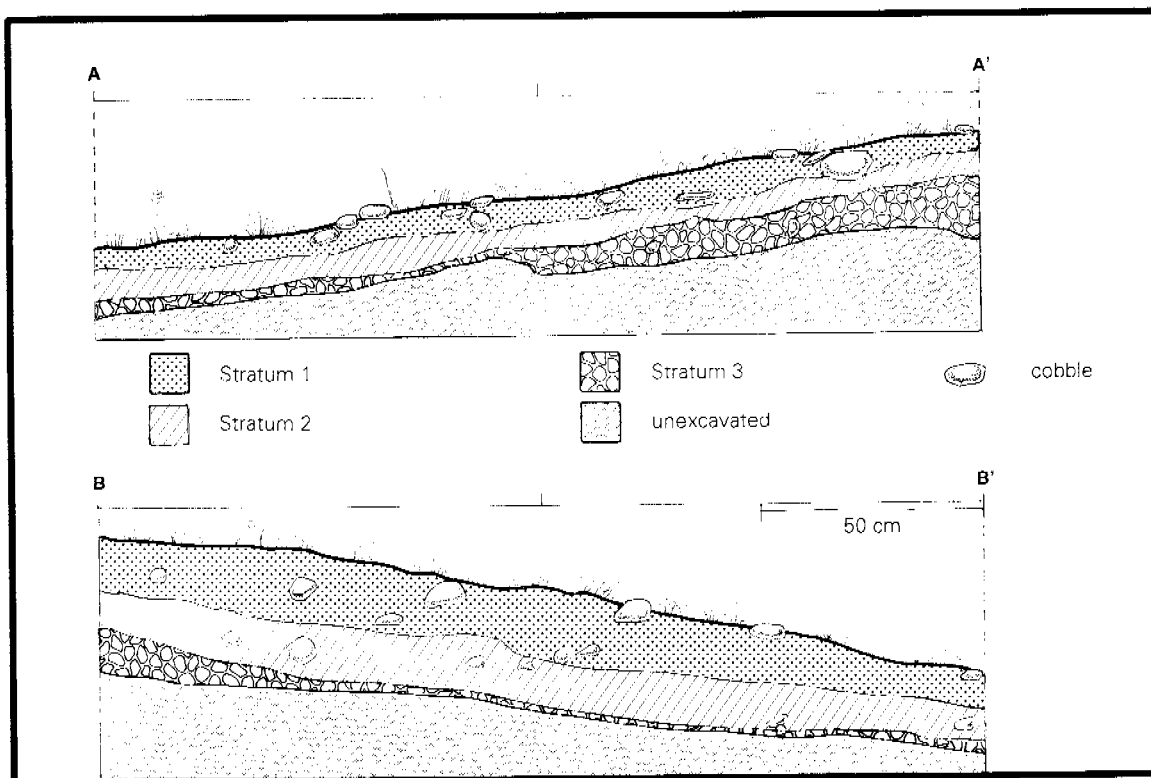 A A'
Stratum 1 Stratum 3 cobble
Stratum 2 unexcavated
B B'
50 cm